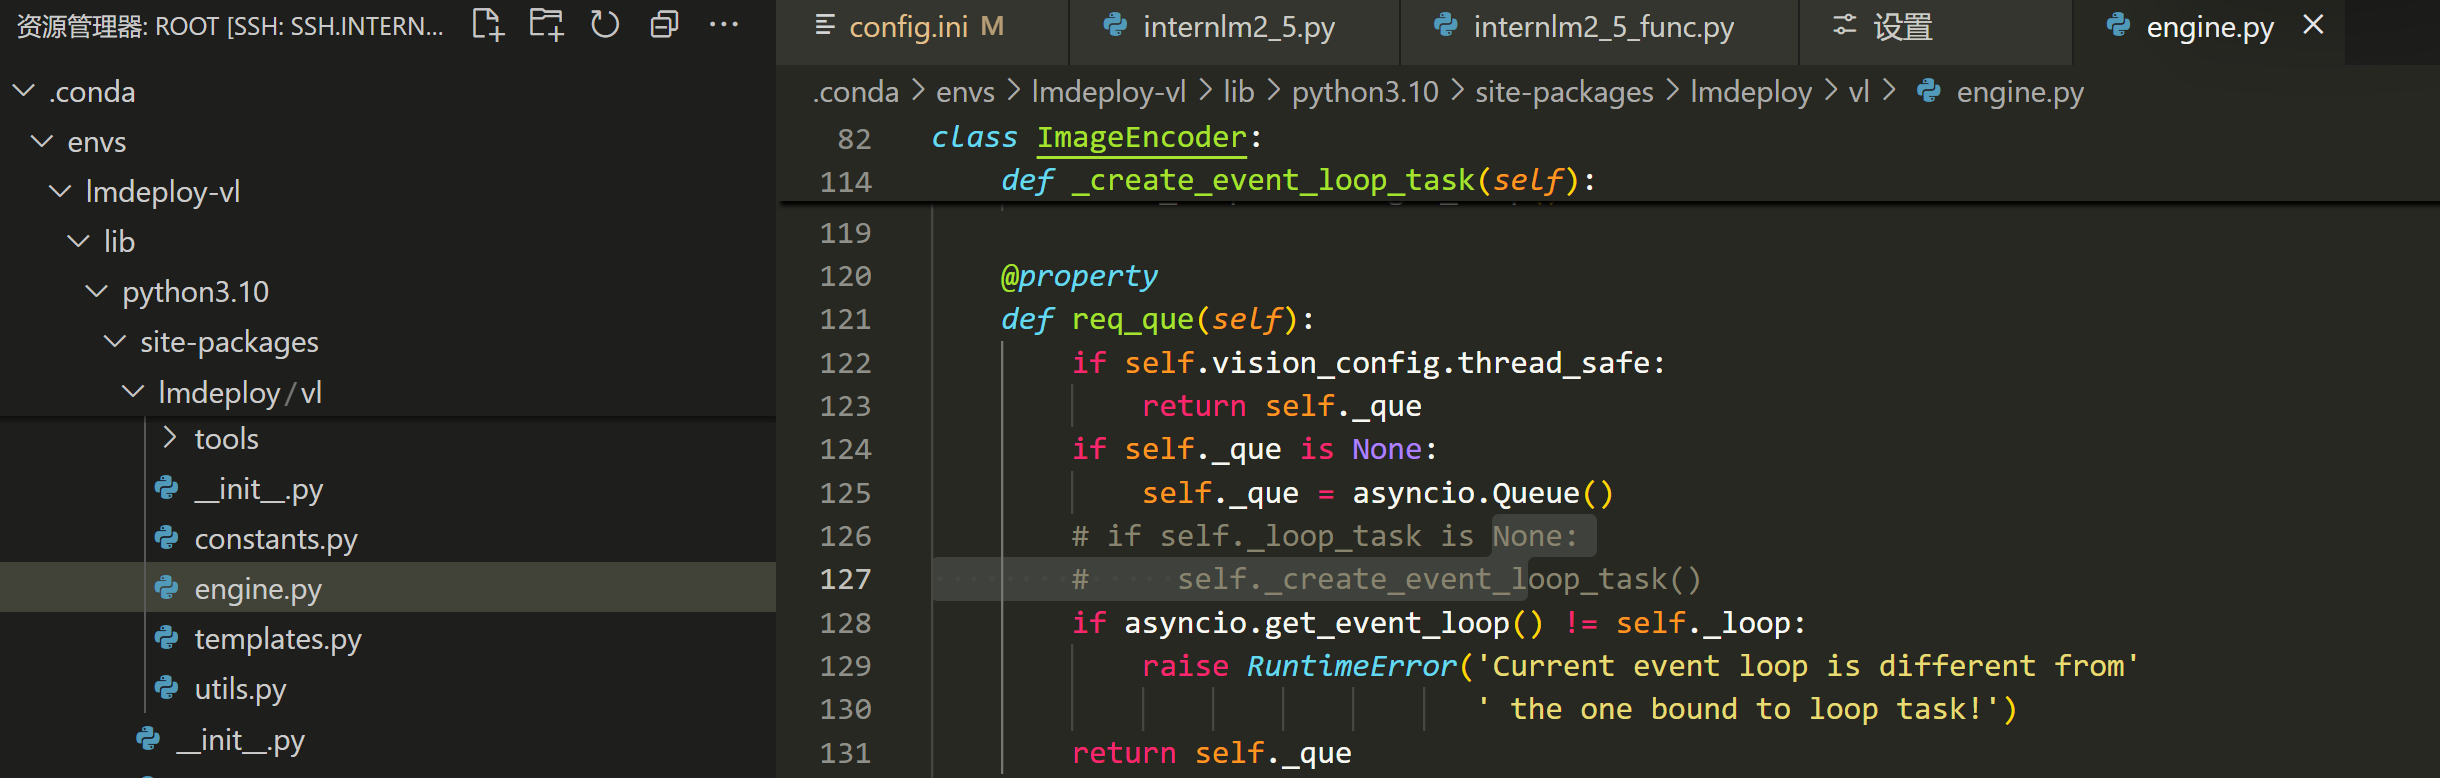 资源管理器: ROOT [SSH: SSH.INTERN...
.conda
envs
lmdeploy-vl
lib
python3.10
site-packages
lmdeploy/vl
tools
__init__.py
constants.py
engine.py
templates.py
utils.py
__init__.py
config.ini M
internlm2_5.py
internlm2_5_func.py
设置
engine.py
.conda > envs > lmdeploy-vl > lib > python3.10 > site-packages > lmdeploy > vl > engine.py
82 class ImageEncoder:
114 def _create_event_loop_task(self):
119
120 @property
121 def req_que(self):
122 if self.vision_config.thread_safe:
123 return self._que
124 if self._que is None:
125 self._que = asyncio.Queue()
126 # if self._loop_task is None:
127 # self._create_event_loop_task()
128 if asyncio.get_event_loop() != self._loop:
129 raise RuntimeError('Current event loop is different from'
130 ' the one bound to loop task!')
131 return self._que